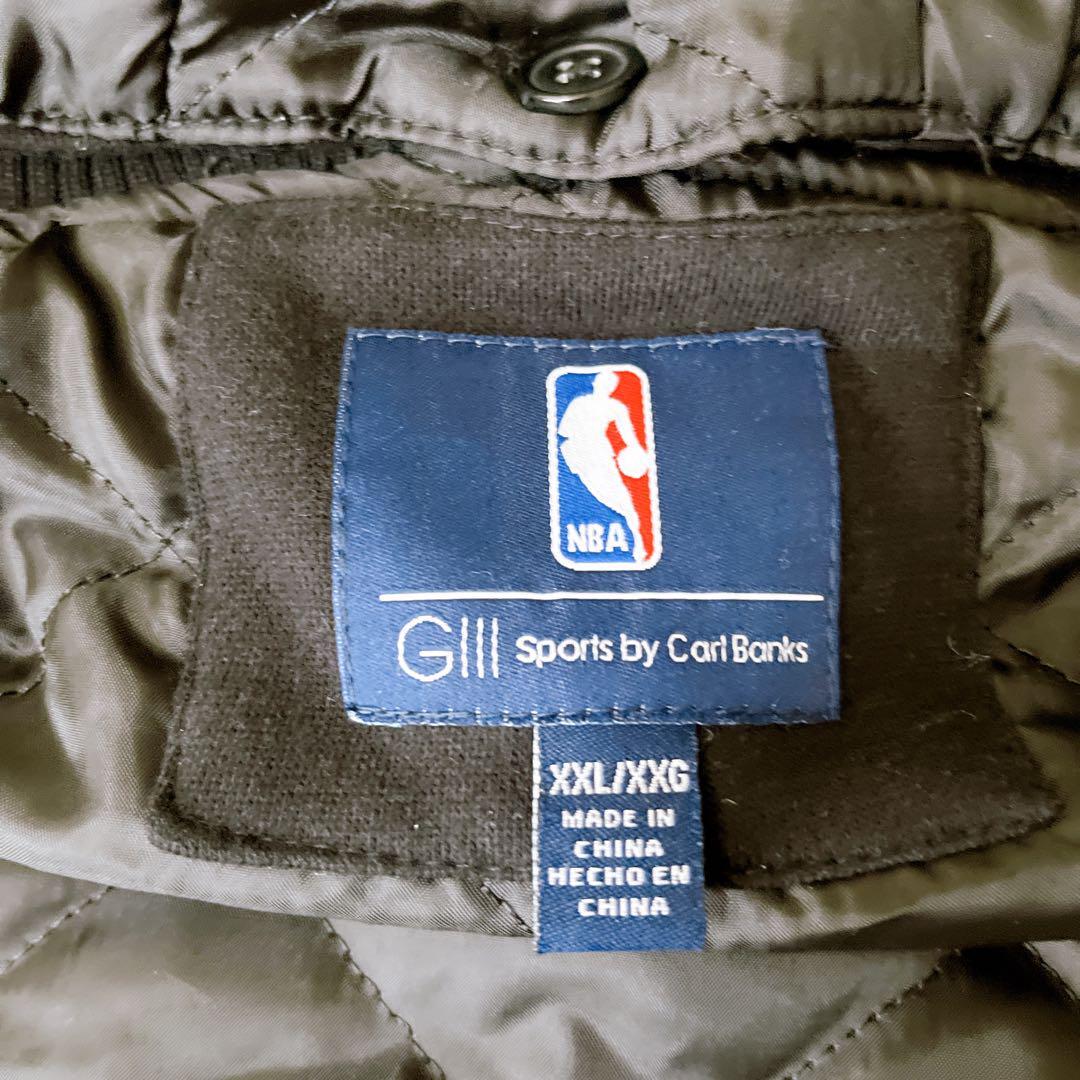 NBA
GIII Sports by Carl Banks
XXL/XXG
MADE IN
CHINA
HECHO EN
CHINA